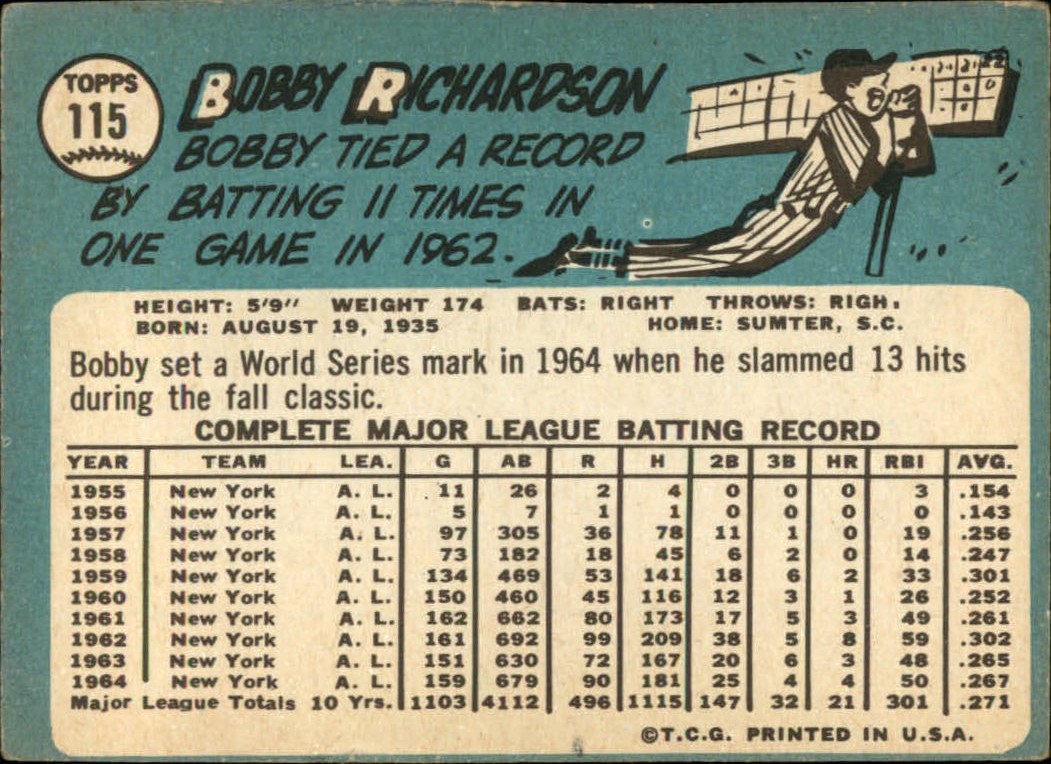 TOPPS
115
BOBBY RICHARDSON
BOBBY TIED A RECORD
BY BATTING 11 TIMES IN
ONE GAME IN 1962.
HEIGHT: 5'9" WEIGHT 174 BATS: RIGHT THROWS: RIGH.
BORN: AUGUST 19, 1935 HOME: SUMTER, S.C.
Bobby set a World Series mark in 1964 when he slammed 13 hits
during the fall classic.
COMPLETE MAJOR LEAGUE BATTING RECORD
YEAR TEAM LEA. G AB R H 2B 3B HR RBI AVG.
1955 New York A. L. 11 26 2 4 0 0 0 3 .154
1956 New York A. L. 5 7 1 1 0 0 0 0 .143
1957 New York A. L. 97 305 36 78 11 1 0 19 .256
1958 New York A. L. 73 182 18 45 6 2 0 14 .247
1959 New York A. L. 134 469 53 141 18 6 2 33 .301
1960 New York A. L. 150 460 45 116 12 3 1 26 .252
1961 New York A. L. 162 662 80 173 17 5 3 49 .261
1962 New York A. L. 161 692 99 209 38 5 8 59 .302
1963 New York A. L. 151 630 72 167 20 6 3 48 .265
1964 New York A. L. 159 679 90 181 25 4 4 50 .267
Major League Totals 10 Yrs. 1103 4112 496 1115 147 32 21 301 .271
©T.C.G. PRINTED IN U.S.A.